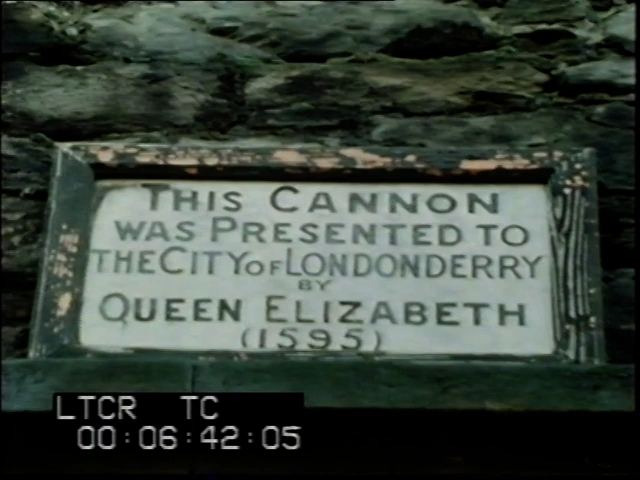 THIS CANNON
WAS PRESENTED TO
THE CITY OF LONDONDERRY
BY
QUEEN ELIZABETH
(1595)
LTCR TC
00:06:42:05